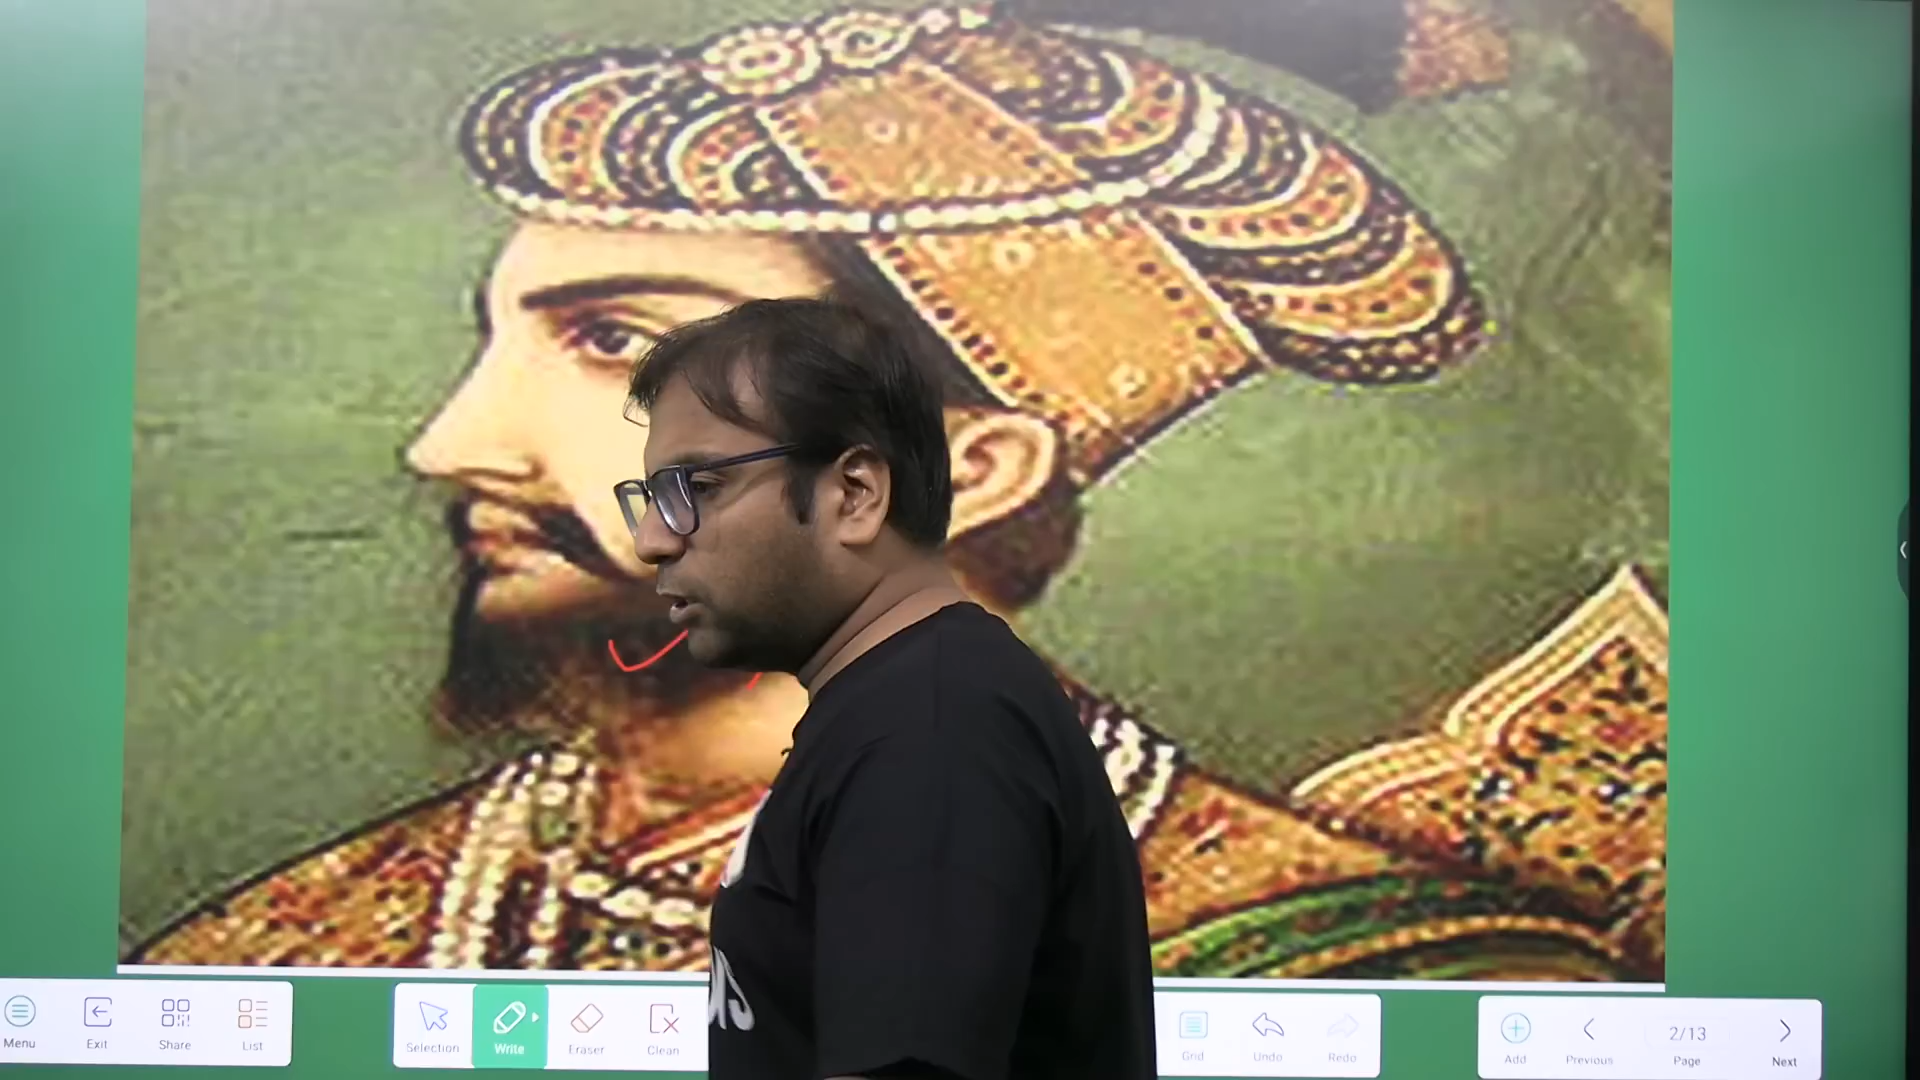 Menu
Exit
Share
List
Selection
Write
Eraser
Clean
Grid
Undo
Redo
Add
Previous
2/13
Page
Next